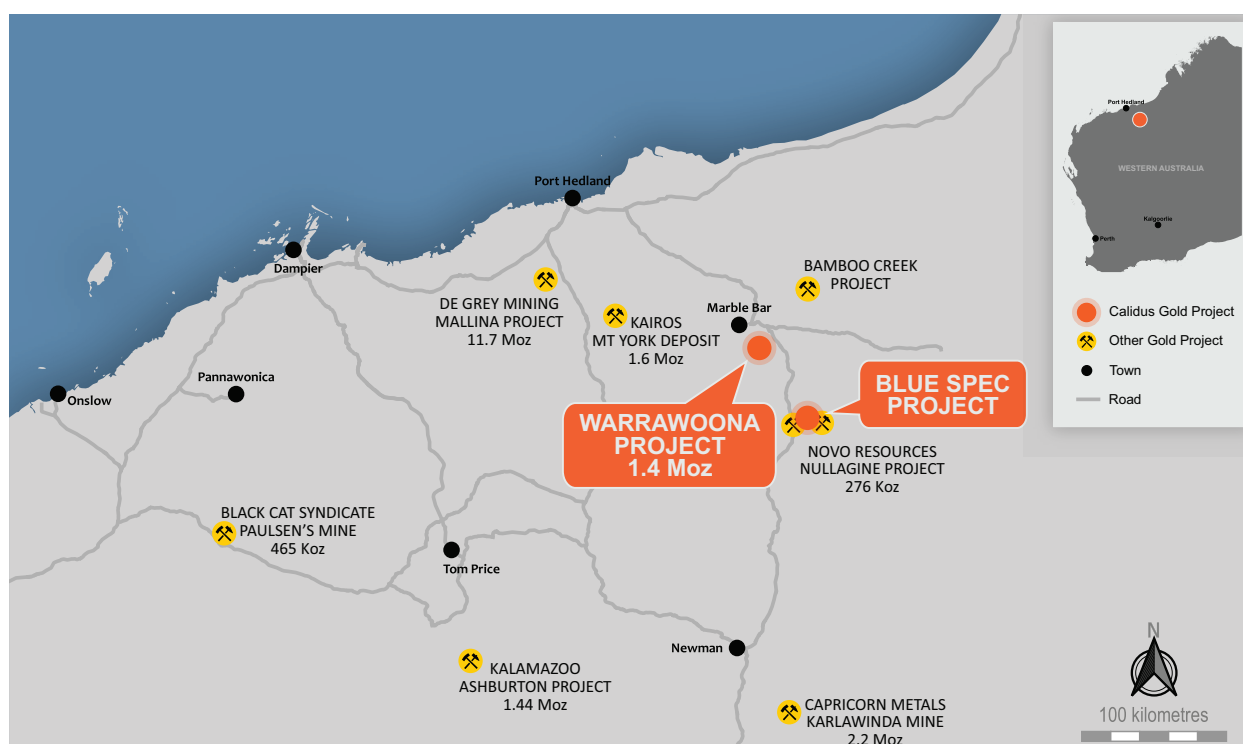 Port Hedland
Dampier
DE GREY MINING
MALLINA PROJECT
11.7 Moz
KAIROS
MT YORK DEPOSIT
1.6 Moz
Marble Bar
BAMBOO CREEK
PROJECT
Onslow
Pannawonica
WARRAWOONA
PROJECT
1.4 Moz
BLUE SPEC
PROJECT
NOVO RESOURCES
NULLAGINE PROJECT
276 Koz
BLACK CAT SYNDICATE
PAULSEN'S MINE
465 Koz
Tom Price
Newman
KALAMAZOO
ASHBURTON PROJECT
1.44 Moz
CAPRICORN METALS
KARLAWINDA MINE
2.2 Moz
Port Hedland
WESTERN AUSTRALIA
Kalgoorlie
Perth
Calidus Gold Project
Other Gold Project
Town
Road
N
100 kilometres